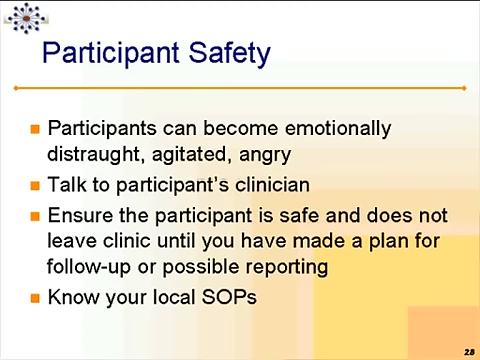 Participant Safety
Participants can become emotionally
distraught, agitated, angry
Talk to participant's clinician
Ensure the participant is safe and does not
leave clinic until you have made a plan for
follow-up or possible reporting
Know your local SOPs
28